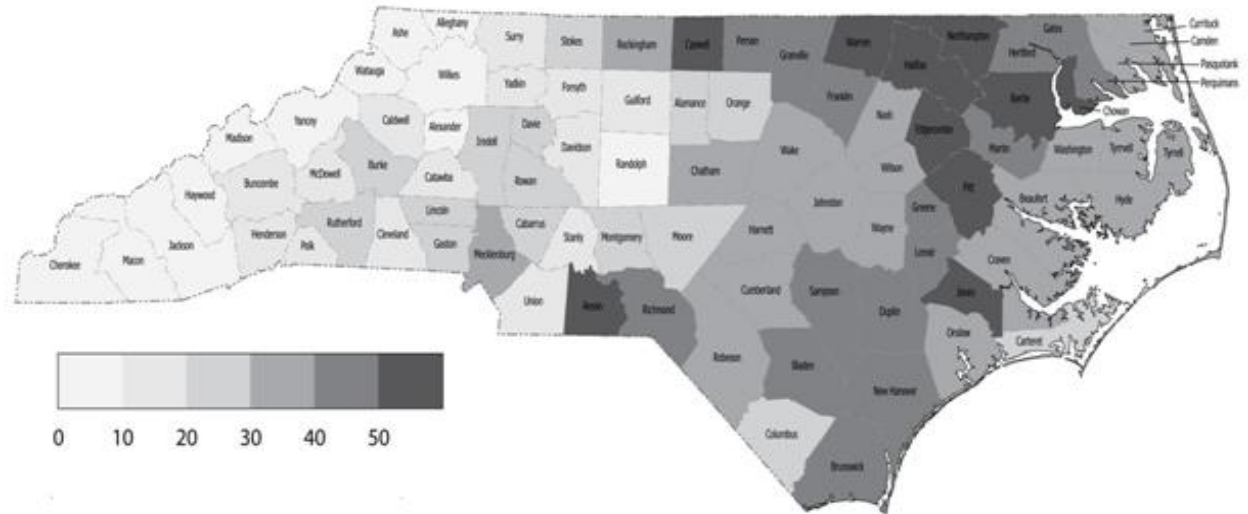 Ashe
Alleghany
Surry
Stokes
Rockingham
Caswell
Person
Granville
Warren
Northampton
Halifax
Hertford
Gates
Currituck
Camden
Pasquotank
Perquimans
Chowan
Watauga
Wilkes
Yadkin
Forsyth
Guilford
Alamance
Orange
Franklin
Nash
Edgecombe
Bertie
Martin
Washington
Tyrrell
Tyrrell
Madison
Yancey
Caldwell
Alexander
Iredell
Davie
Davidson
Randolph
Chatham
Wake
Wilson
Pitt
Beaufort
Hyde
Haywood
Buncombe
McDowell
Burke
Catawba
Rowan
Johnston
Greene
Wayne
Lenoir
Craven
Cherokee
Macon
Jackson
Henderson
Polk
Rutherford
Cleveland
Lincoln
Gaston
Mecklenburg
Cabarrus
Stanly
Montgomery
Moore
Harnett
Jones
Union
Anson
Richmond
Cumberland
Sampson
Duplin
Onslow
Carteret
Robeson
Bladen
New Hanover
Columbus
Brunswick
0 10 20 30 40 50